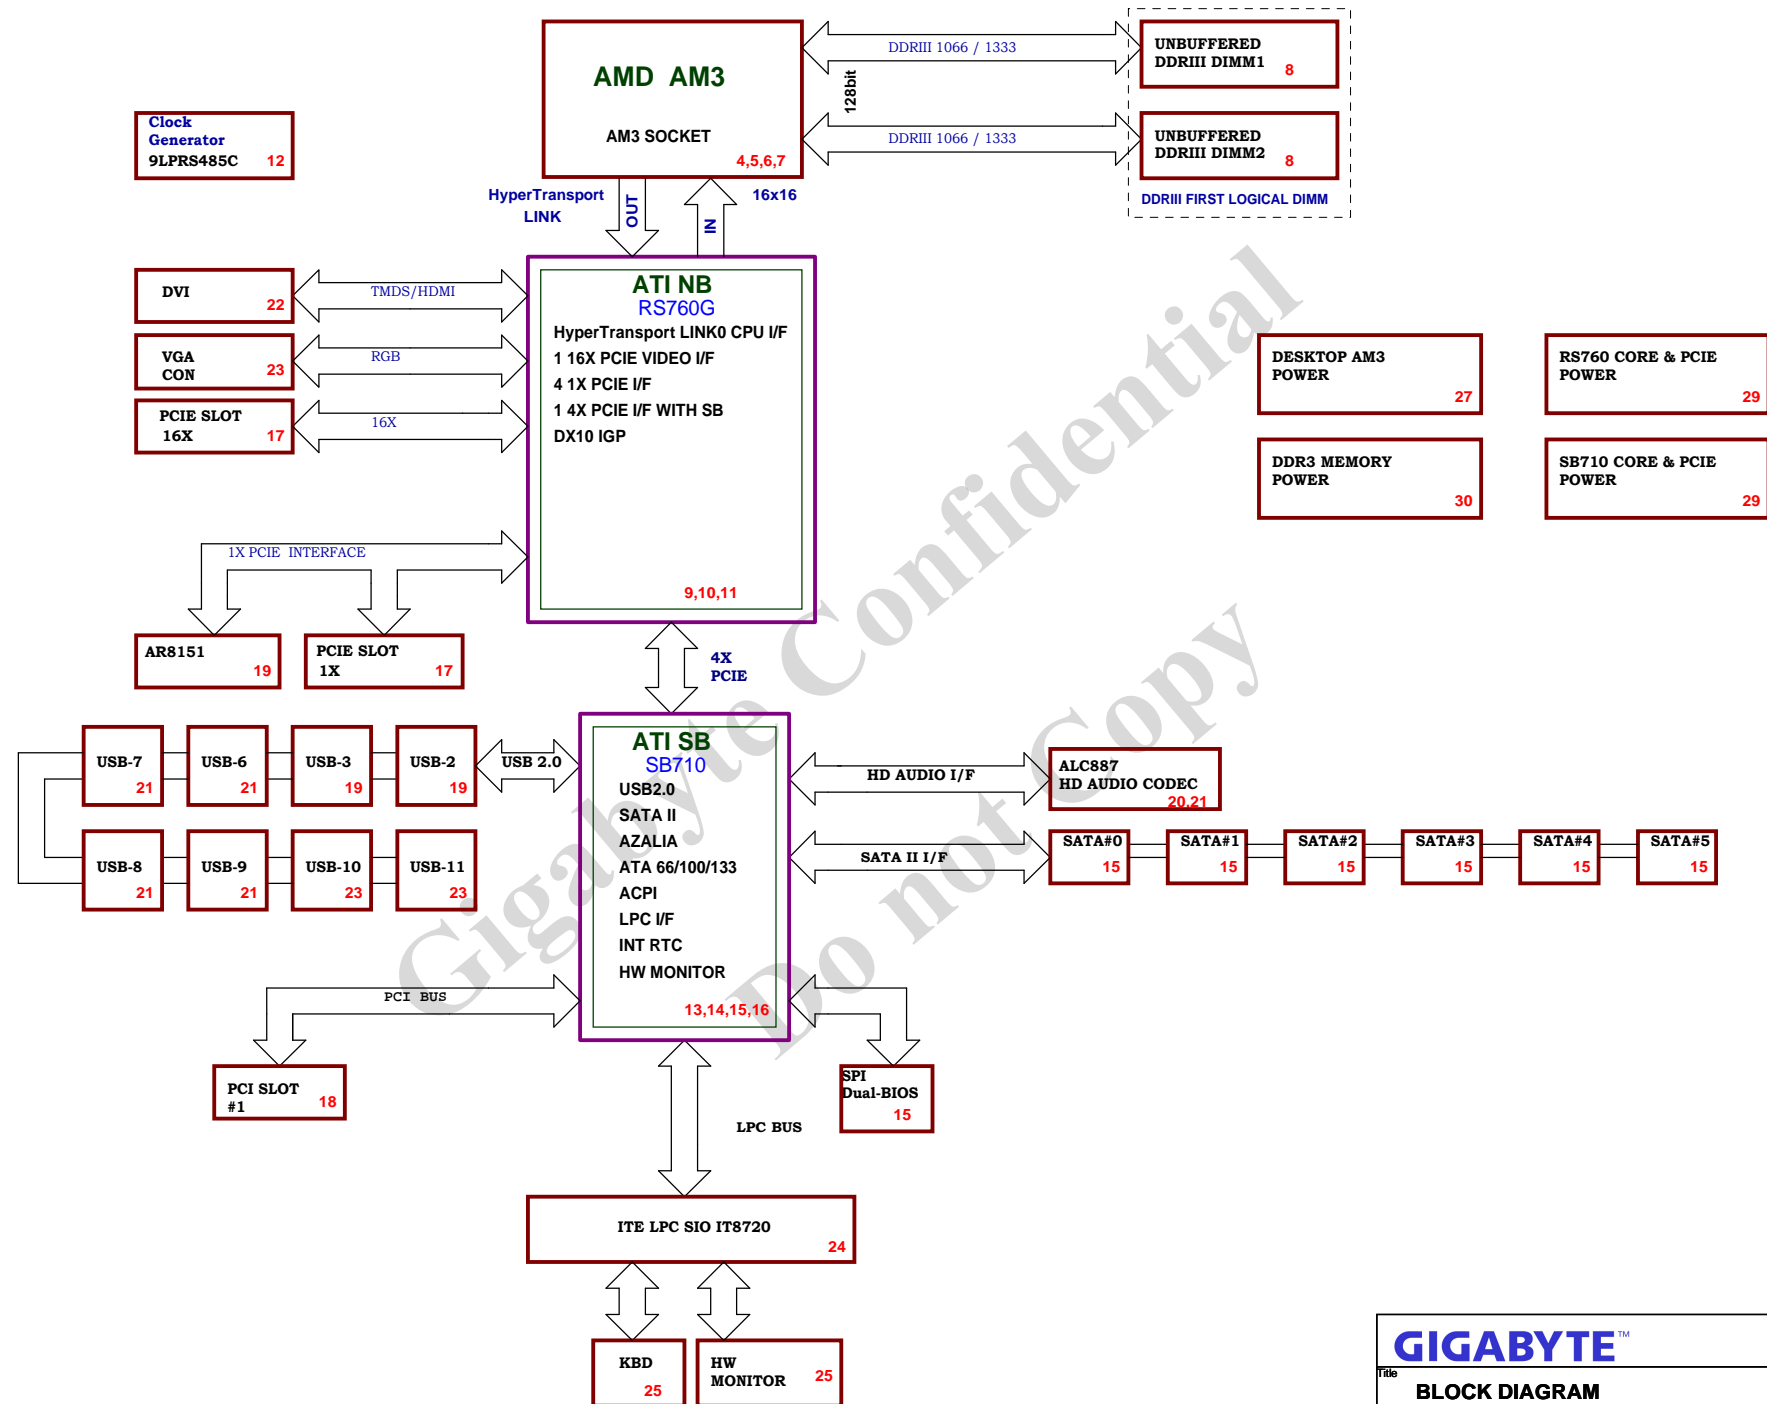 AMD AM3
AM3 SOCKET
4,5,6,7
DDRIII 1066 / 1333
128bit
DDRIII 1066 / 1333
UNBUFFERED
DDRIII DIMM1
8
UNBUFFERED
DDRIII DIMM2
8
DDRIII FIRST LOGICAL DIMM
Clock
Generator
9LPRS485C 12
HyperTransport
LINK
OUT
IN
16x16
DVI
22
TMDS/HDMI
VGA
CON
23
RGB
PCIE SLOT
16X 17
16X
ATI NB
RS760G
HyperTransport LINK0 CPU I/F
1 16X PCIE VIDEO I/F
4 1X PCIE I/F
1 4X PCIE I/F WITH SB
DX10 IGP
9,10,11
DESKTOP AM3
POWER
27
RS760 CORE & PCIE
POWER
29
DDR3 MEMORY
POWER
30
SB710 CORE & PCIE
POWER
29
1X PCIE INTERFACE
AR8151
19
PCIE SLOT
1X 17
4X
PCIE
USB-7
21
USB-6
21
USB-3
19
USB-2
19
USB 2.0
USB-8
21
USB-9
21
USB-10
23
USB-11
23
ATI SB
SB710
USB2.0
SATA II
AZALIA
ATA 66/100/133
ACPI
LPC I/F
INT RTC
HW MONITOR
13,14,15,16
HD AUDIO I/F
ALC887
HD AUDIO CODEC
20,21
SATA II I/F
SATA#0
15
SATA#1
15
SATA#2
15
SATA#3
15
SATA#4
15
SATA#5
15
PCI BUS
PCI SLOT
#1
18
SPI
Dual-BIOS
15
LPC BUS
ITE LPC SIO IT8720
24
KBD
25
HW
MONITOR
25
Gigabyte Confidential
Do not Copy
GIGABYTE™
Title
BLOCK DIAGRAM